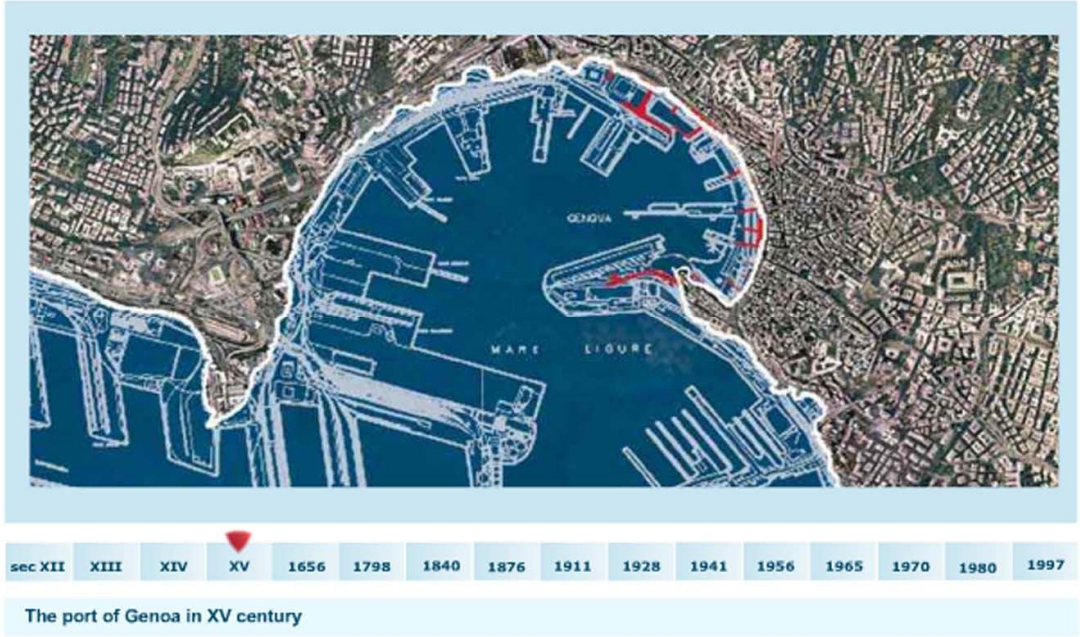 GENOVA
MARE LIGURE
sec XII XIII XIV XV 1656 1798 1840 1876 1911 1928 1941 1956 1965 1970 1980 1997
The port of Genoa in XV century